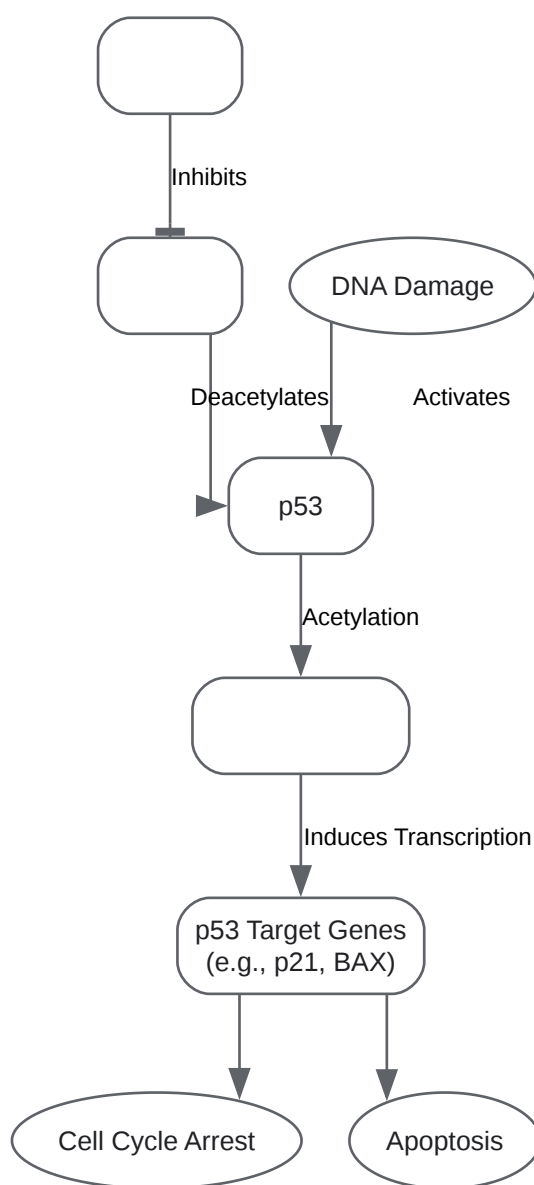 Inhibits
DNA Damage
Deacetylates
Activates
p53
Acetylation
Induces Transcription
p53 Target Genes
(e.g., p21, BAX)
Cell Cycle Arrest
Apoptosis